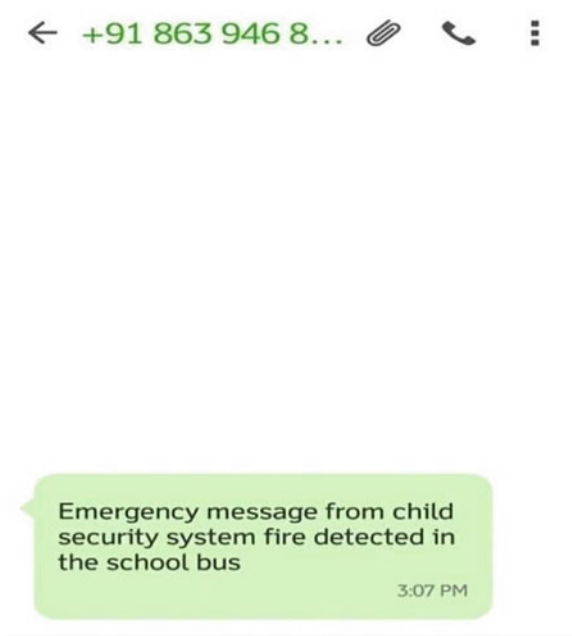 +91 863 946 8...
Emergency message from child
security system fire detected in
the school bus
3:07 PM